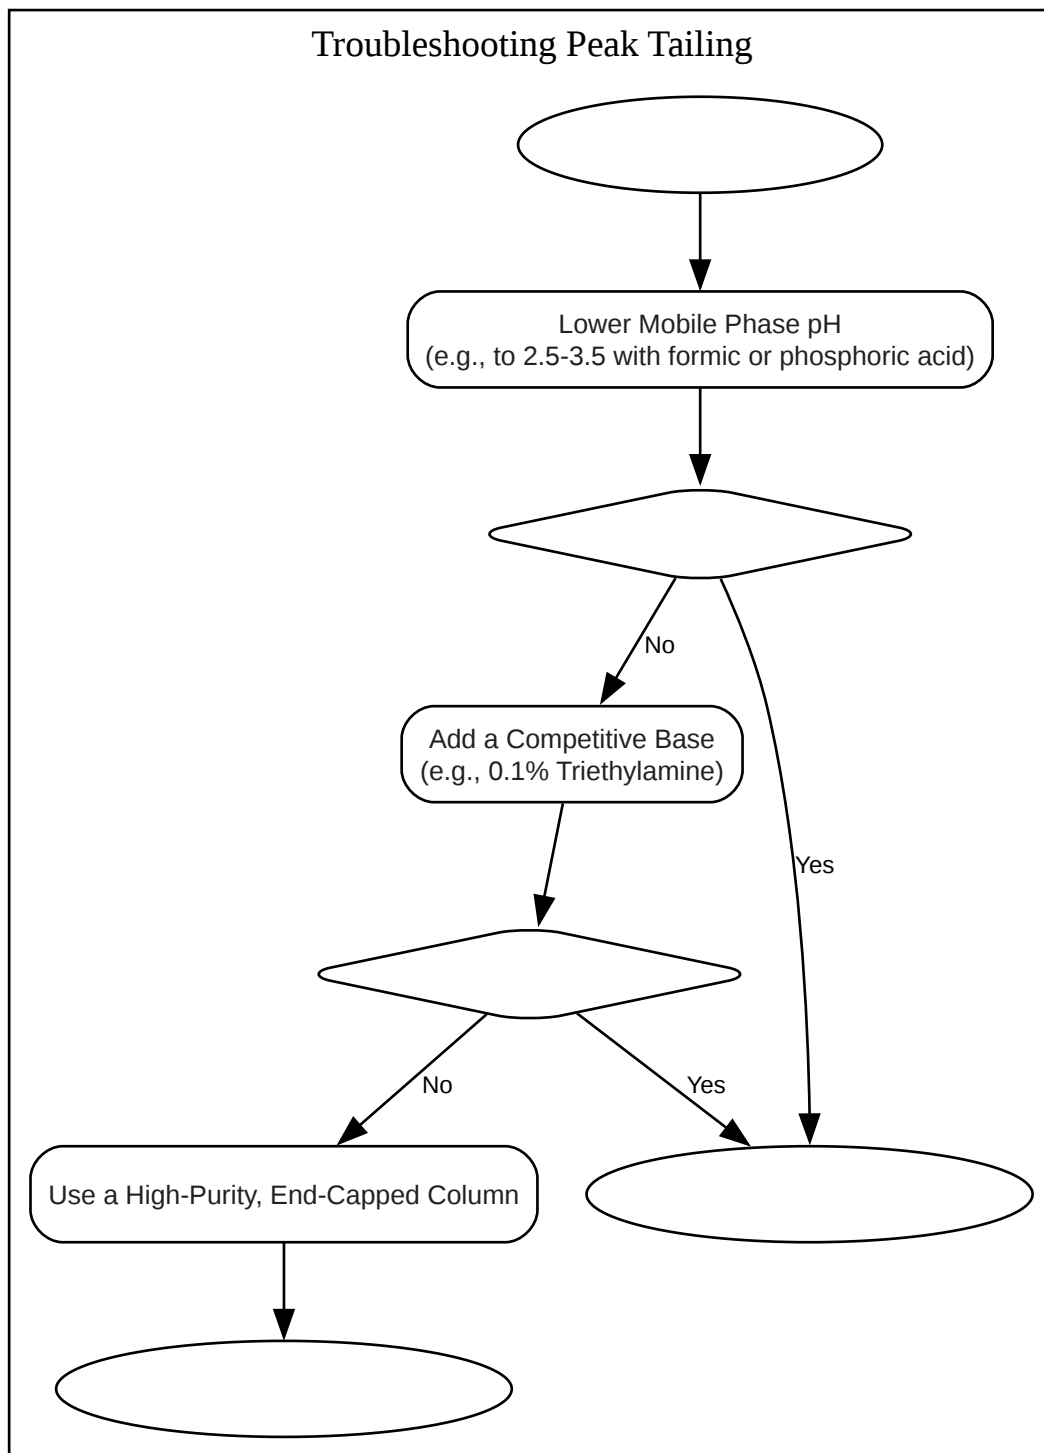 Troubleshooting Peak Tailing
Lower Mobile Phase pH
(e.g., to 2.5-3.5 with formic or phosphoric acid)
No
Add a Competitive Base
(e.g., 0.1% Triethylamine)
Yes
No
Yes
Use a High-Purity, End-Capped Column